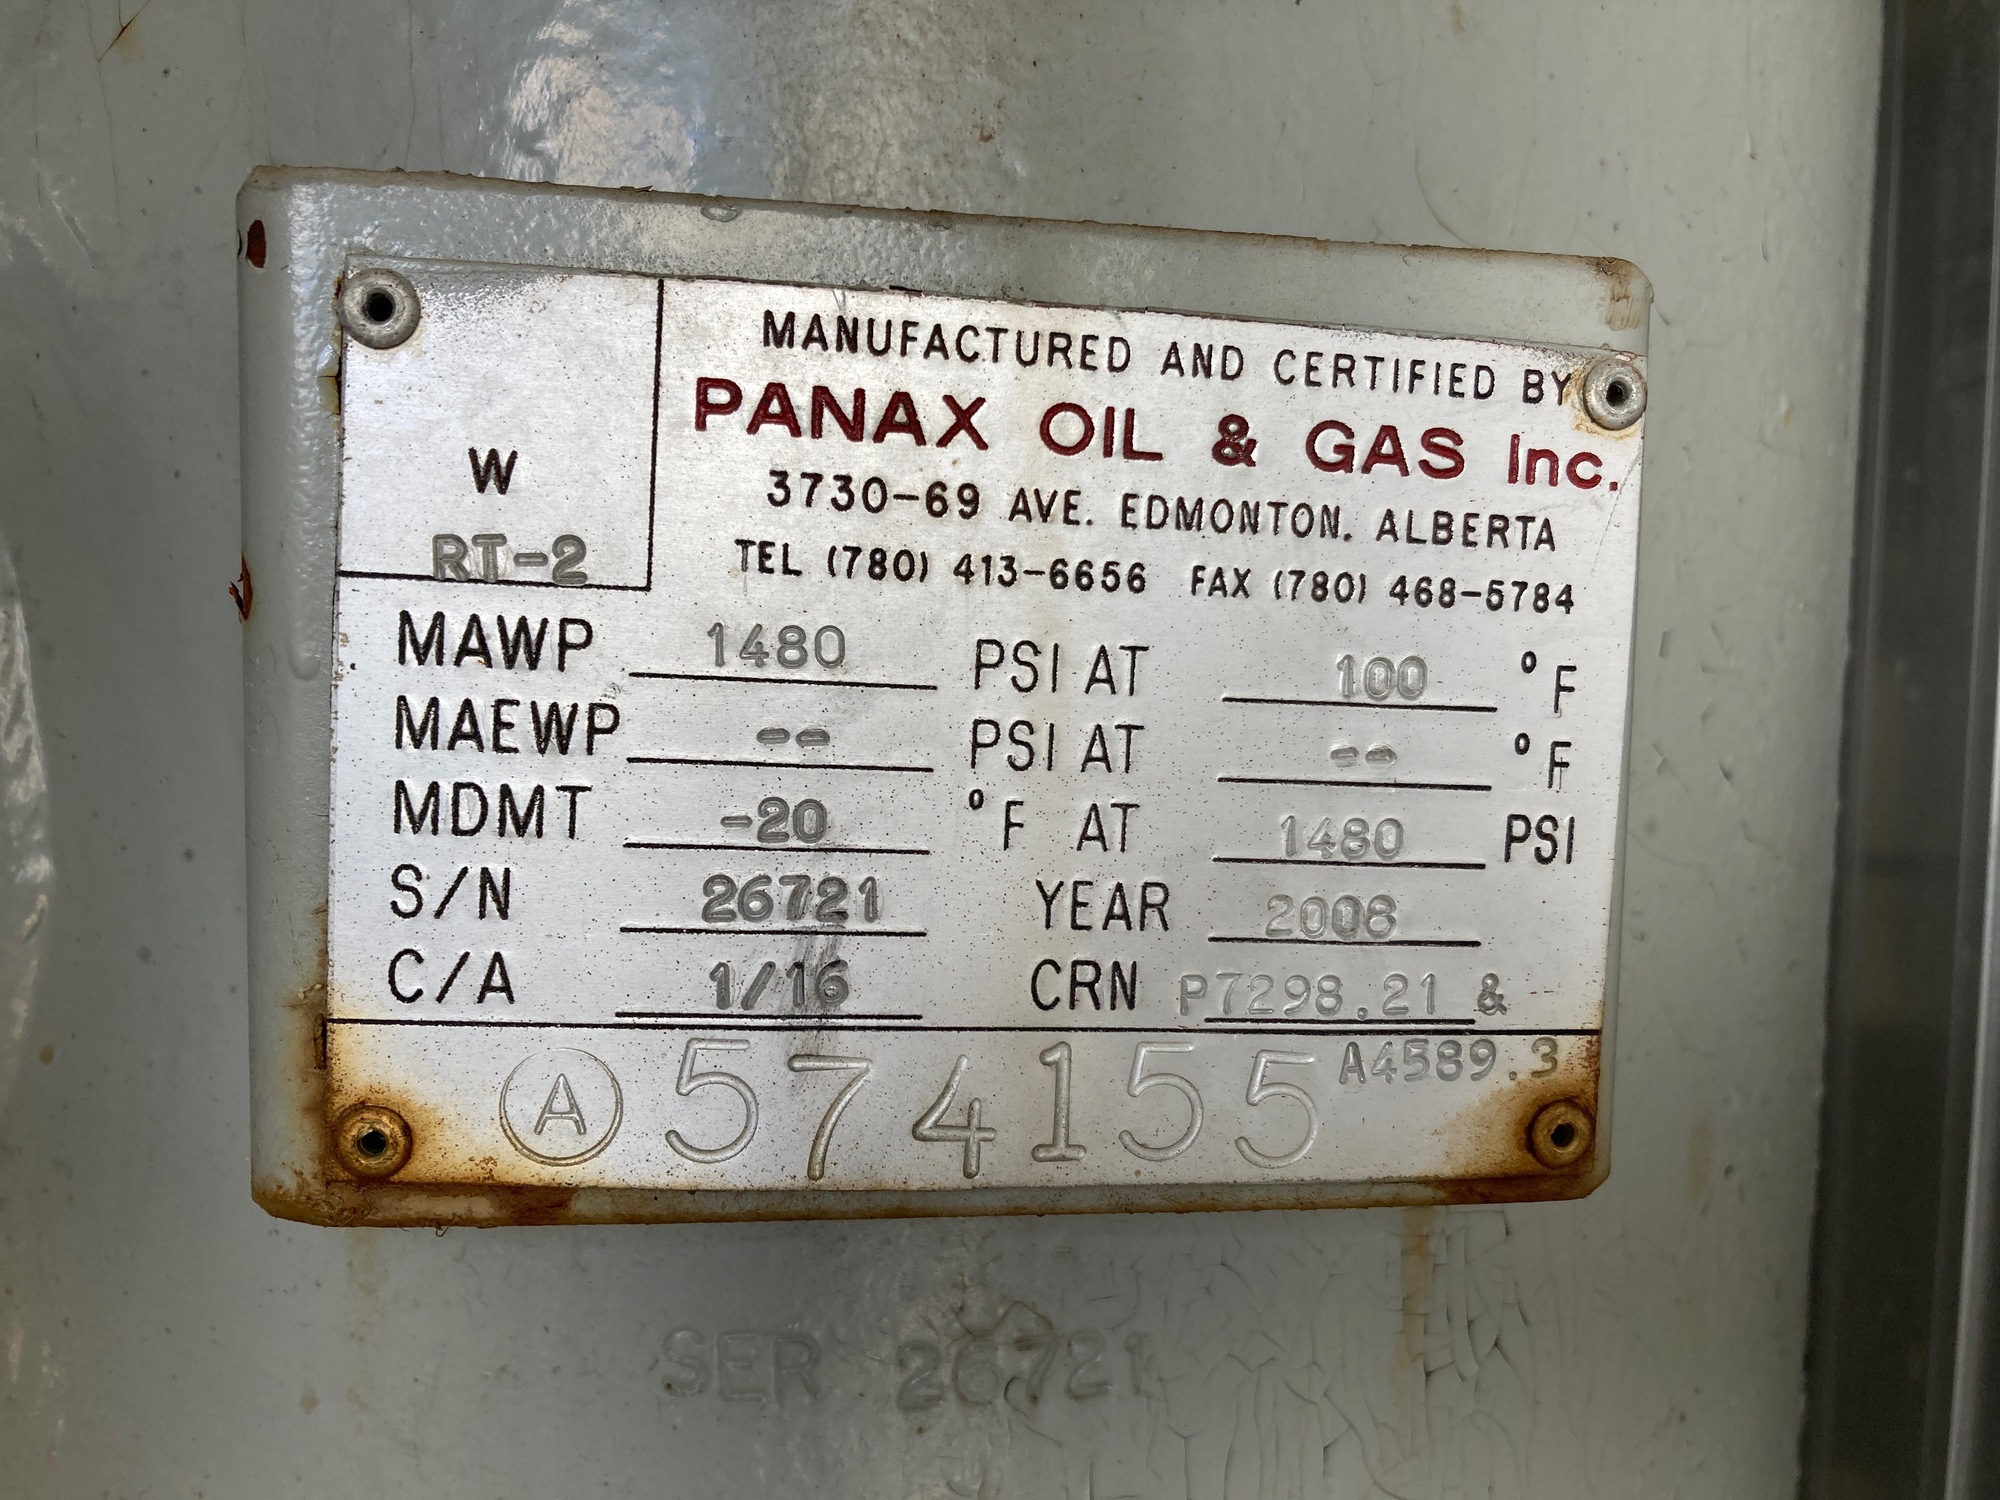 MANUFACTURED AND CERTIFIED BY
PANAX OIL & GAS Inc.
3730-69 AVE. EDMONTON. ALBERTA
TEL (780) 413-6656 FAX (780) 468-5784
W
RT-2
MAWP 1480 PSI AT 100 °F
MAEWP -- PSI AT -- °F
MDMT -20 °F AT 1480 PSI
S/N 26721 YEAR 2008
C/A 1/16 CRN P7298.21 &
A4589.3
A 574155
SER 26721